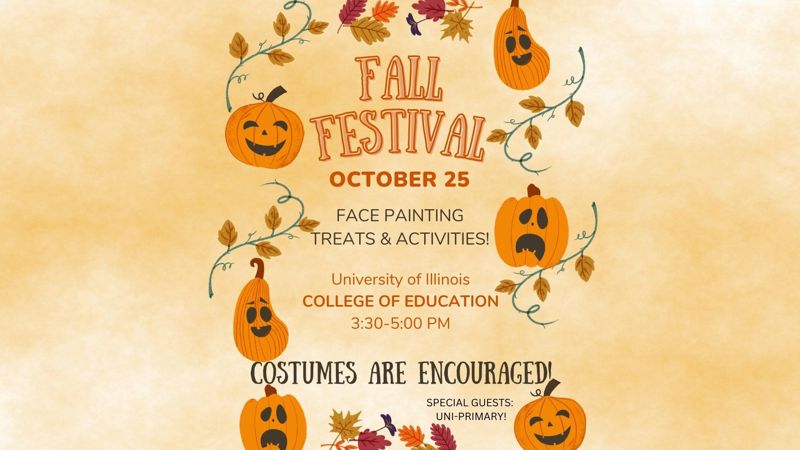 FALL
FESTIVAL
OCTOBER 25
FACE PAINTING
TREATS & ACTIVITIES!
University of Illinois
COLLEGE OF EDUCATION
3:30-5:00 PM
COSTUMES ARE ENCOURAGED!
SPECIAL GUESTS:
UNI-PRIMARY!